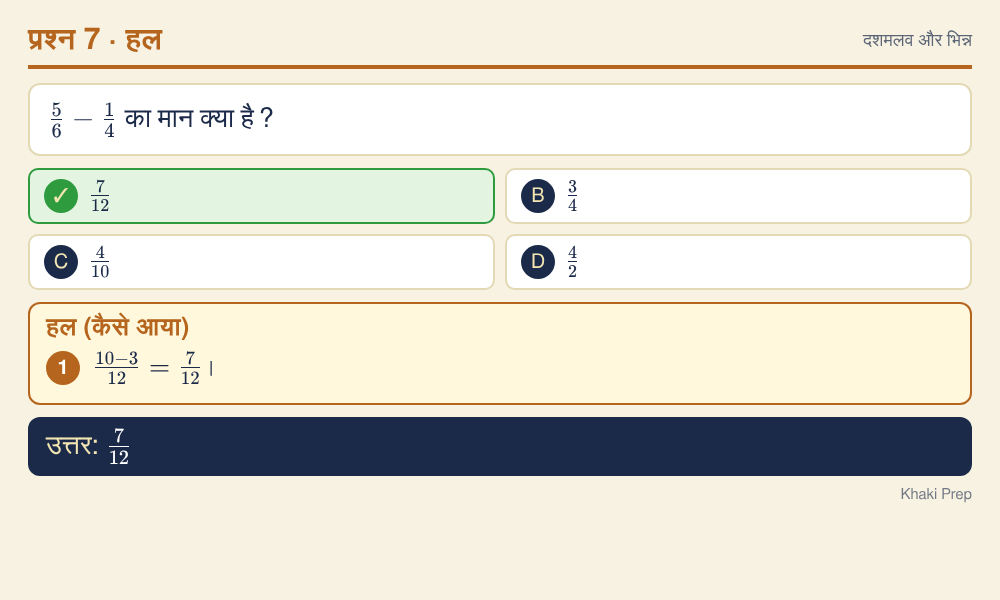 प्रश्न 7 · हल
दशमलव और भिन्न
5/6 − 1/4 का मान क्या है ?
✓ 7/12
B 3/4
C 4/10
D 4/2
हल (कैसे आया)
1 10−3/12 = 7/12 |
उत्तर: 7/12
Khaki Prep